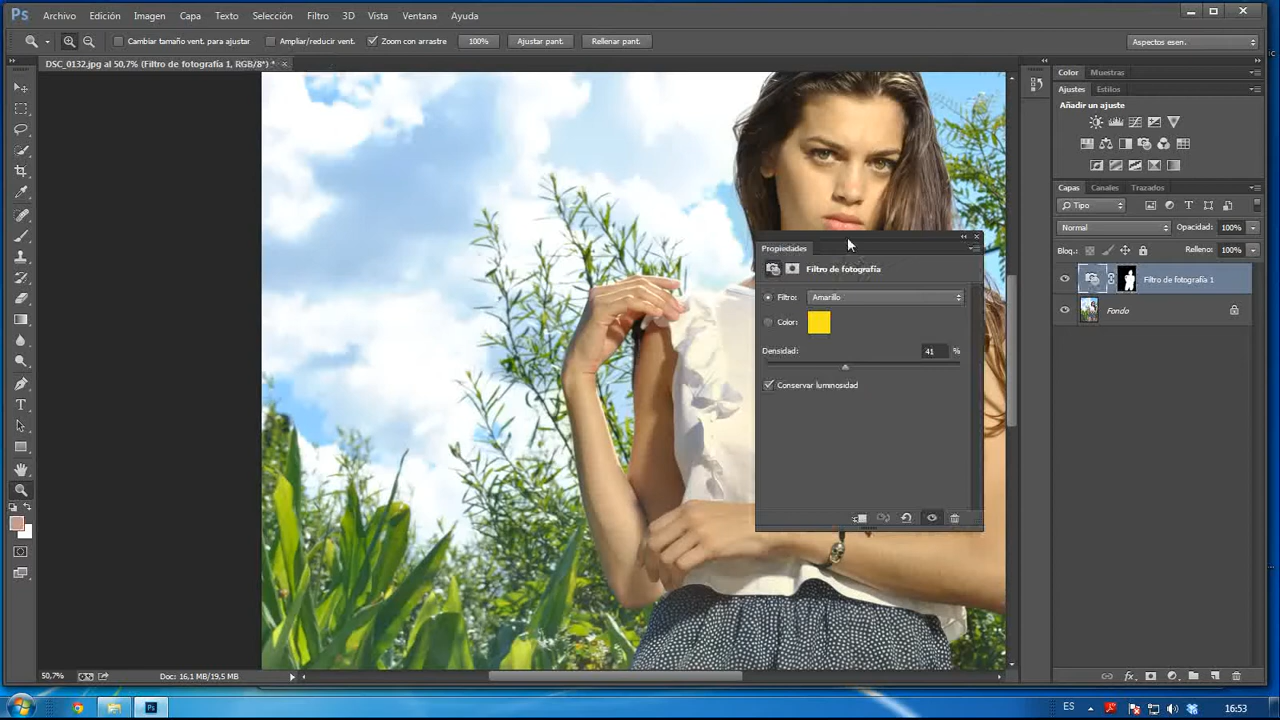 Ps Archivo Edición Imagen Capa Texto Selección Filtro 3D Vista Ventana Ayuda
Cambiar tamaño vent. para ajustar Ampliar/reducir vent. Zoom con arrastre 100% Ajustar pant. Rellenar pant. Aspectos esen.
DSC_0132.jpg al 50,7% (Filtro de fotografía 1, RGB/8*) * ×
Color Muestras
Ajustes Estilos
Añadir un ajuste
Capas Canales Trazados
Tipo
Normal Opacidad: 100%
Bloq.: Relleno: 100%
Filtro de fotografía 1
Fondo
Propiedades
Filtro de fotografía
Filtro: Amarillo
Color:
Densidad: 41 %
Conservar luminosidad
50,7% Doc: 16,1 MB/19,5 MB
Ps ES 16:53